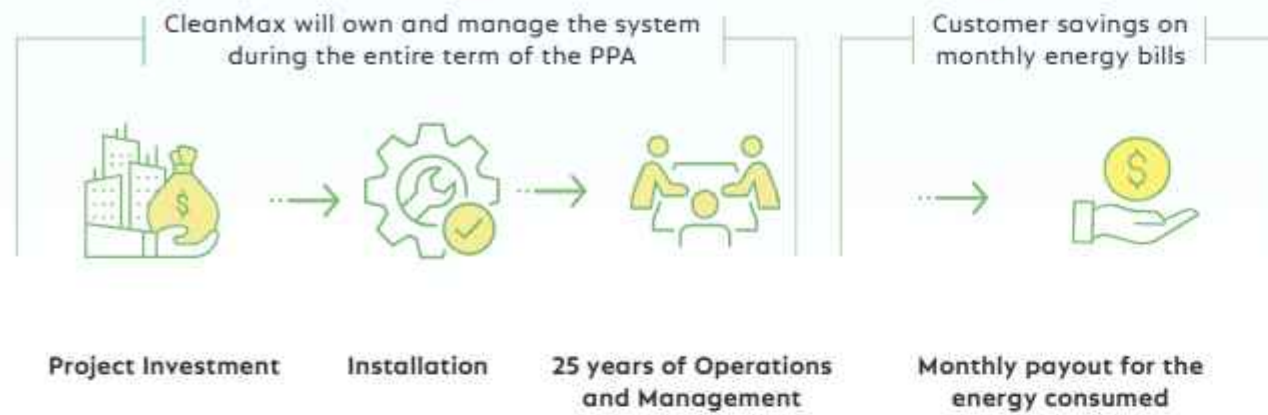 CleanMax will own and manage the system
during the entire term of the PPA
Customer savings on
monthly energy bills
$
$
Project Investment
Installation
25 years of Operations
and Management
Monthly payout for the
energy consumed